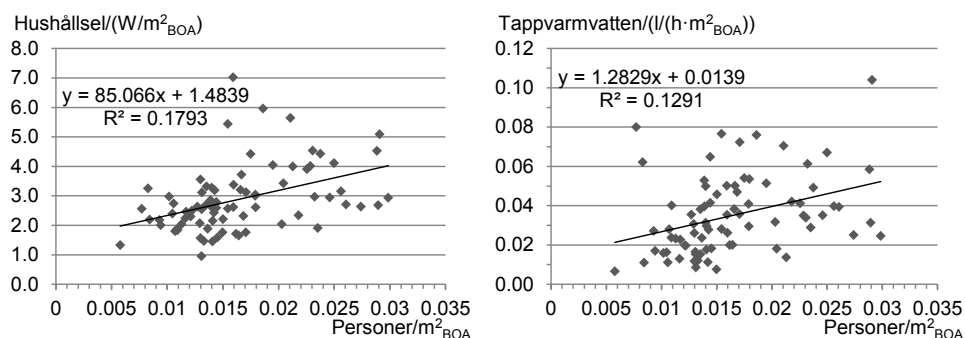 Hushållsel/(W/m²BOA)
8.0
7.0
6.0
5.0
4.0
3.0
2.0
1.0
0.0
y = 85.066x + 1.4839
R² = 0.1793
0 0.005 0.01 0.015 0.02 0.025 0.03 0.035
Personer/m²BOA
Tappvarmvatten/(l/(h·m²BOA))
0.12
0.10
0.08
0.06
0.04
0.02
0.00
y = 1.2829x + 0.0139
R² = 0.1291
0 0.005 0.01 0.015 0.02 0.025 0.03 0.035
Personer/m²BOA